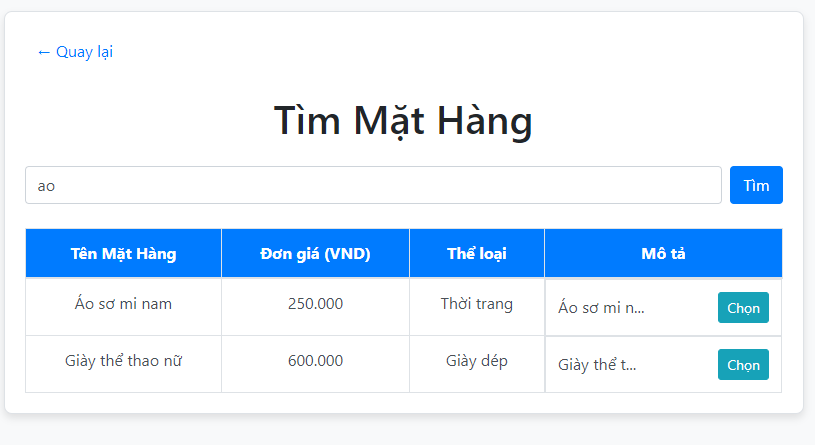 ← Quay lại
Tìm Mặt Hàng
ao Tìm
Tên Mặt Hàng Đơn giá (VND) Thể loại Mô tả
Áo sơ mi nam 250.000 Thời trang Áo sơ mi n... Chọn
Giày thể thao nữ 600.000 Giày dép Giày thể t... Chọn